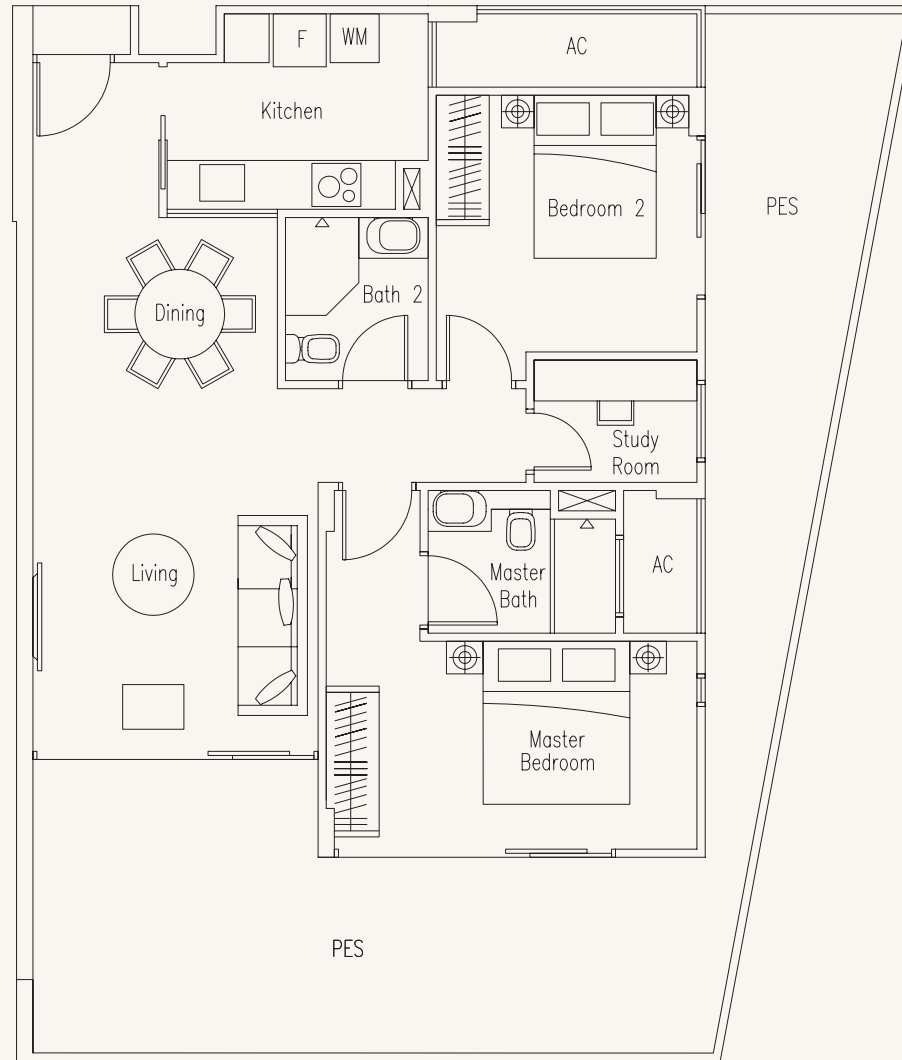 F
WM
AC
Kitchen
Bedroom 2
PES
Bath 2
Dining
Study
Room
Living
Master
Bath
AC
Master
Bedroom
PES